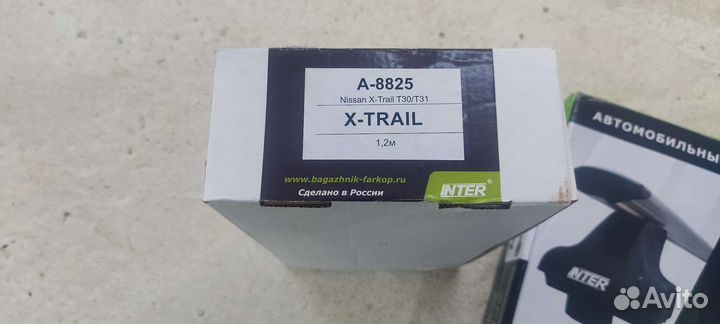 A-8825
Nissan X-Trail T30/T31
X-TRAIL
1,2м
www.bagazhnik-farkop.ru
Сделано в России
INTER®
АВТОМОБИЛЬНЫ
INTER
Avito